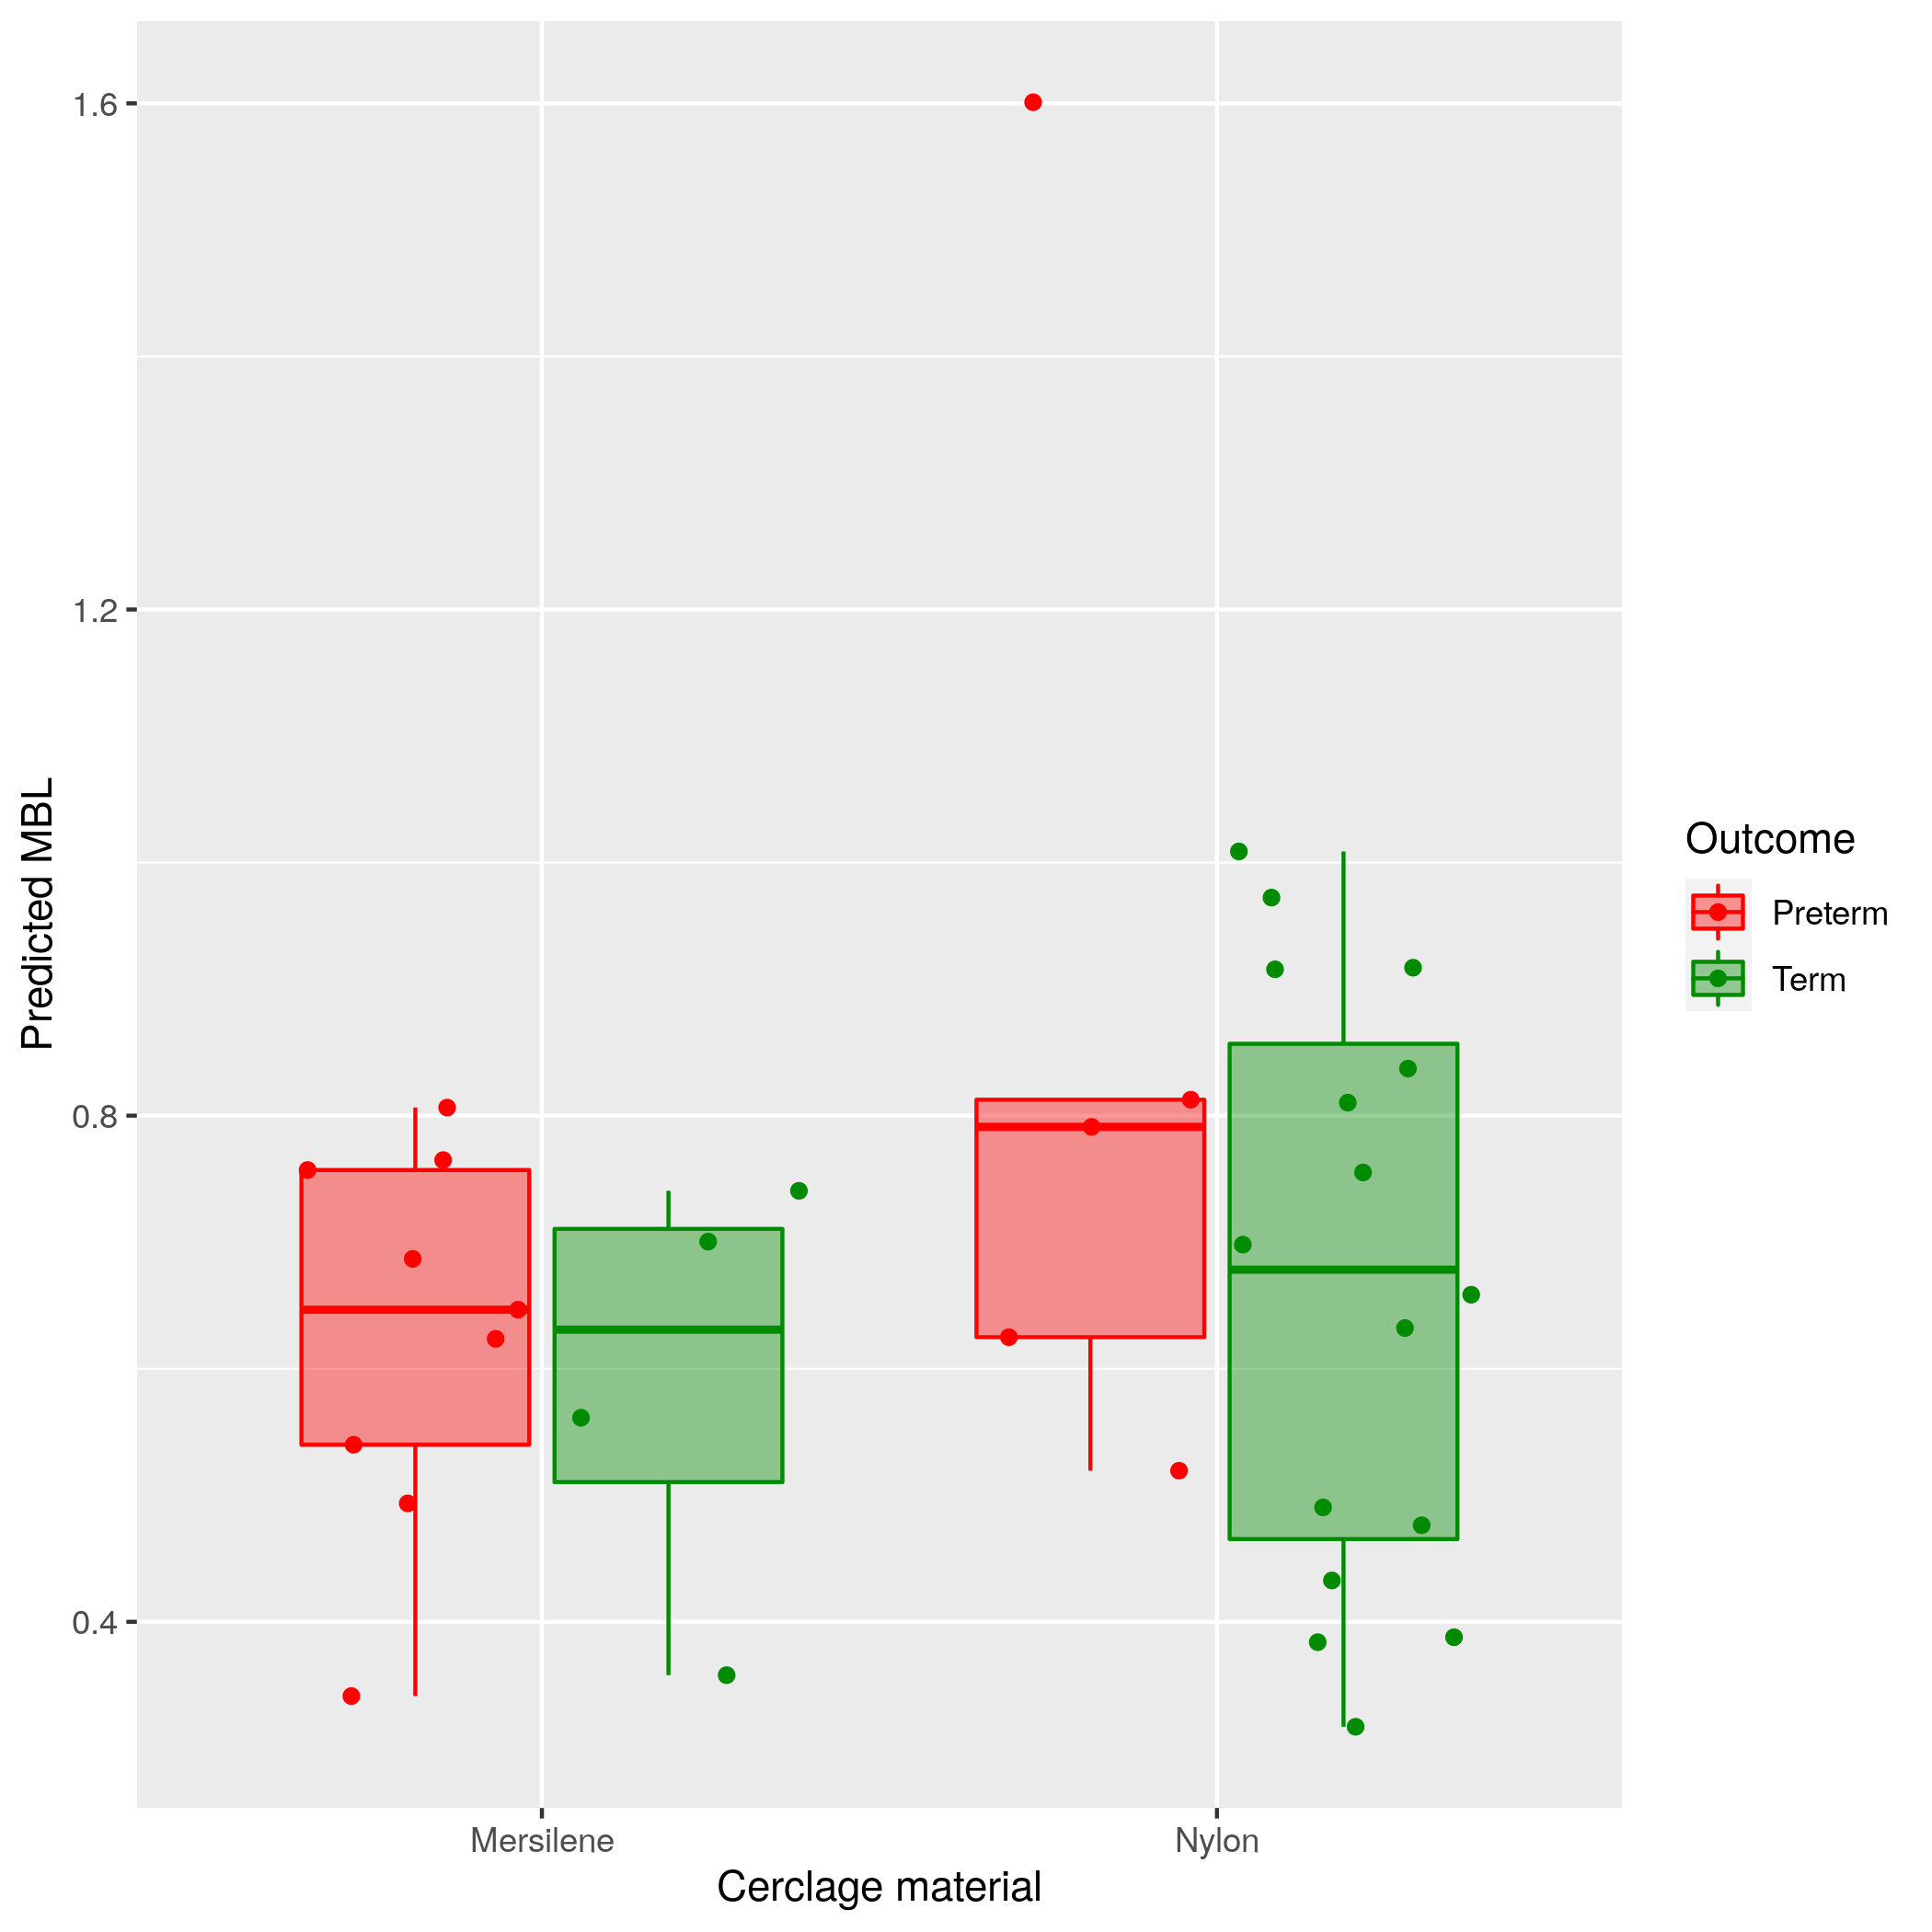 Predicted MBL
1.6
1.2
0.8
0.4
Mersilene
Nylon
Cerclage material
Outcome
Preterm
Term